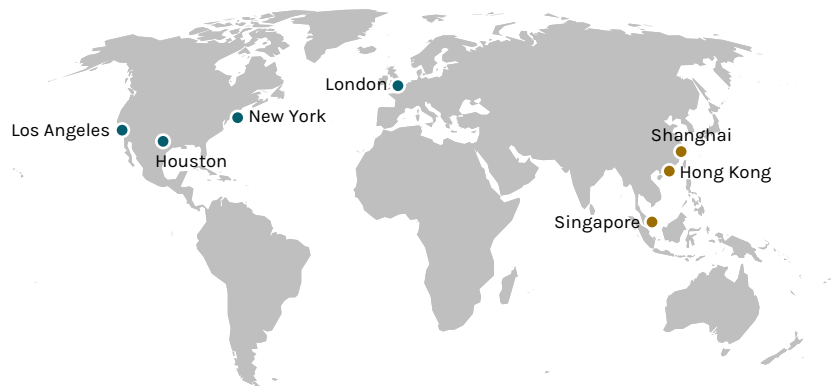 London
New York
Los Angeles
Houston
Shanghai
Hong Kong
Singapore